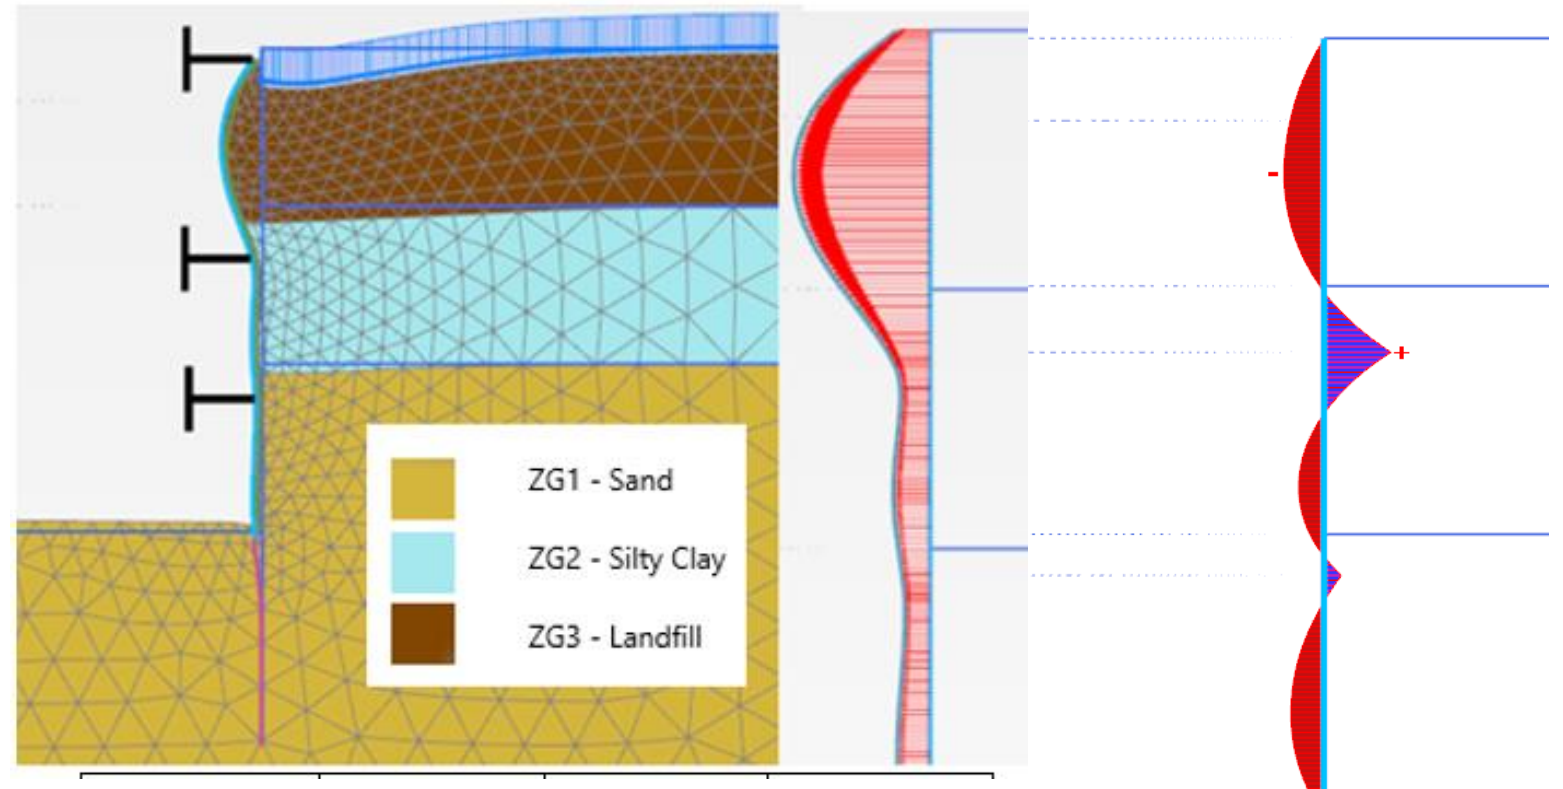 ZG1 - Sand
ZG2 - Silty Clay
ZG3 - Landfill
-
+